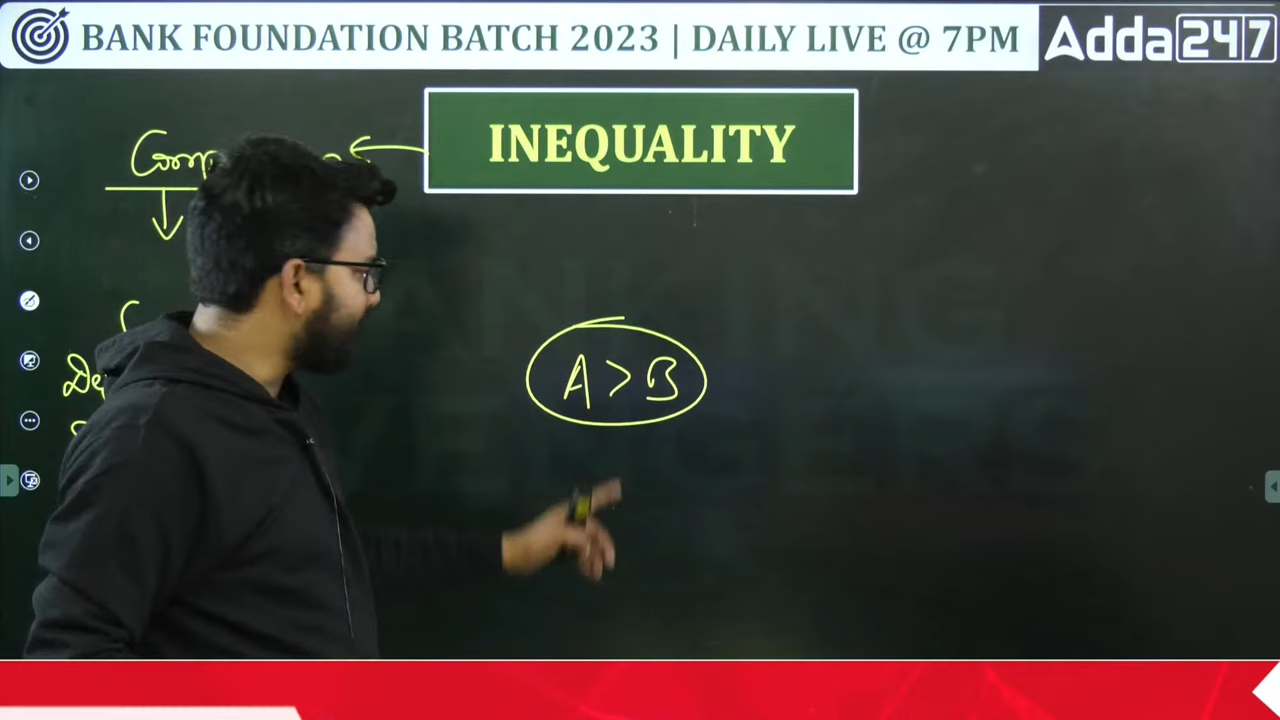 BANK FOUNDATION BATCH 2023 | DAILY LIVE @ 7PM
Adda247
INEQUALITY
A > B